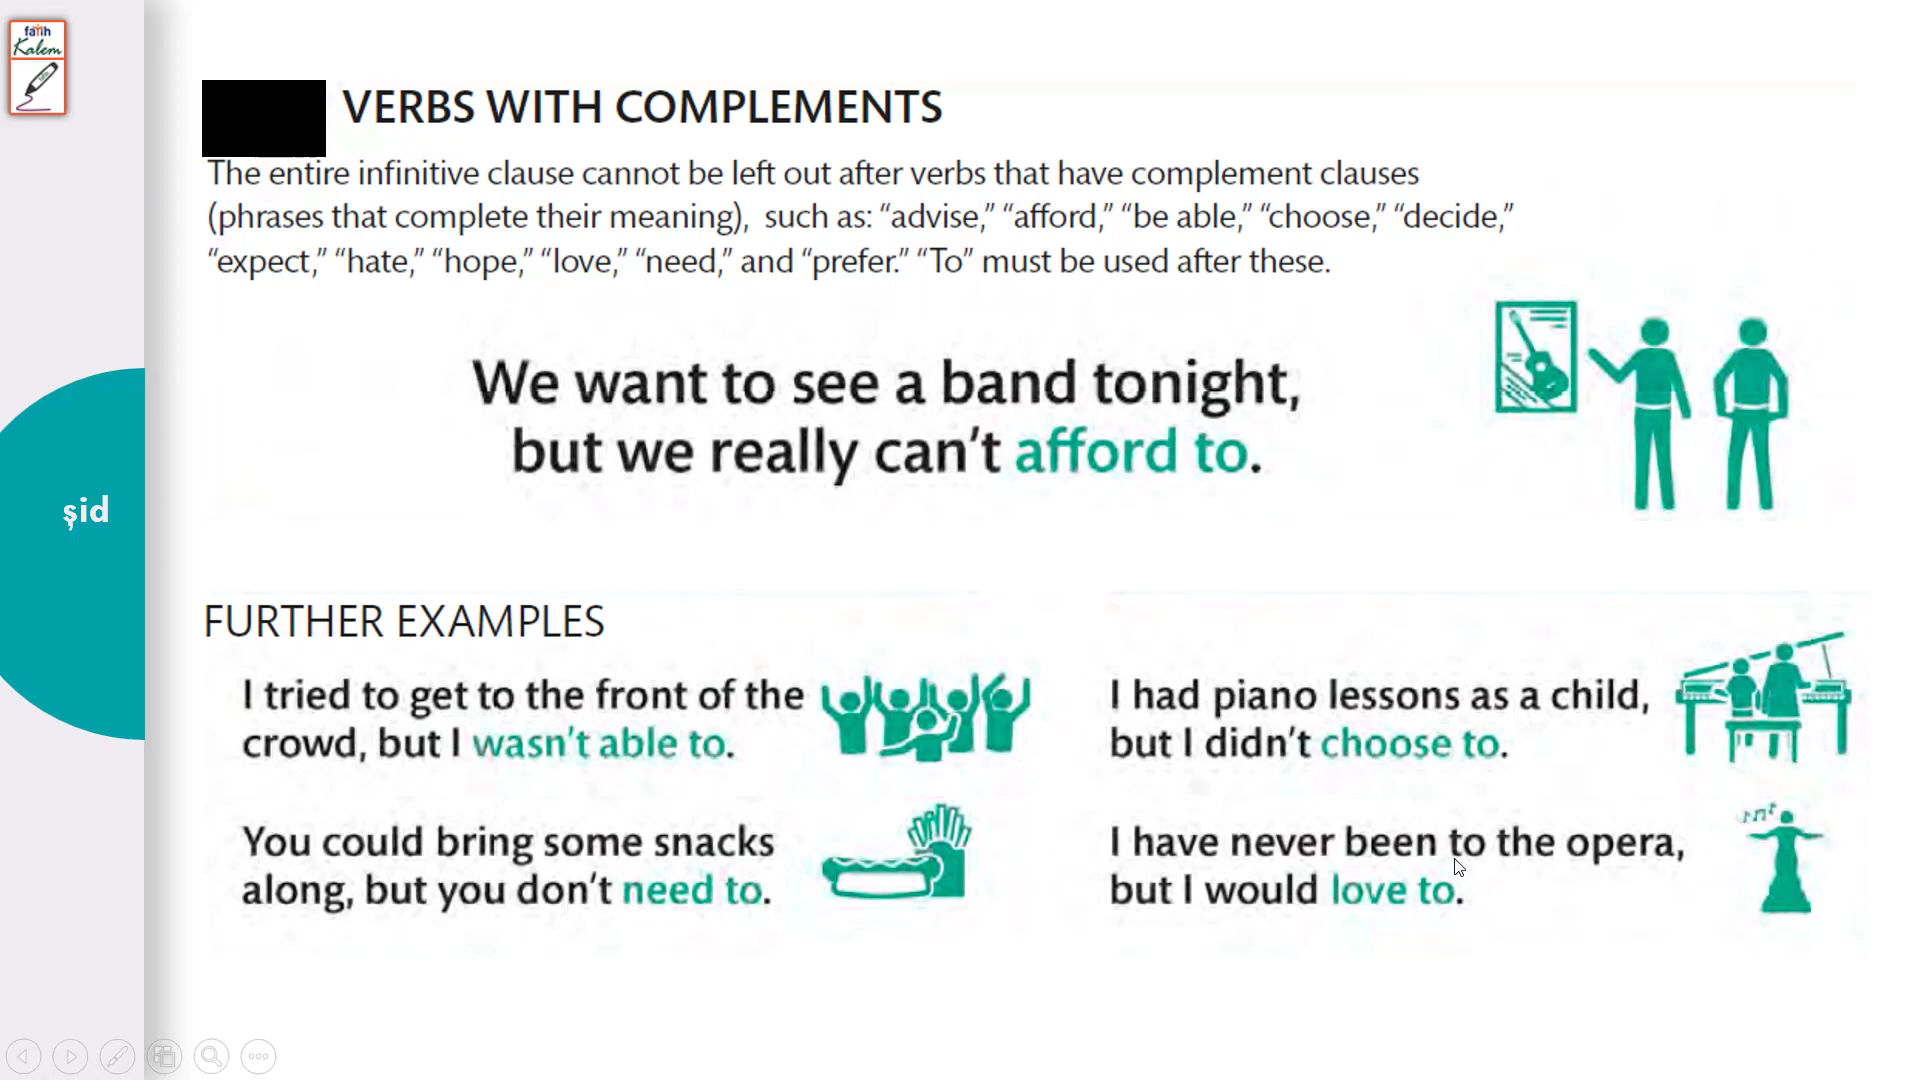 fatih
Kalem
VERBS WITH COMPLEMENTS
The entire infinitive clause cannot be left out after verbs that have complement clauses
(phrases that complete their meaning), such as: “advise,” “afford,” “be able,” “choose,” “decide,”
“expect,” “hate,” “hope,” “love,” “need,” and “prefer.” “To” must be used after these.
We want to see a band tonight,
but we really can't afford to.
şid
FURTHER EXAMPLES
I tried to get to the front of the
crowd, but I wasn't able to.
I had piano lessons as a child,
but I didn't choose to.
You could bring some snacks
along, but you don't need to.
I have never been to the opera,
but I would love to.